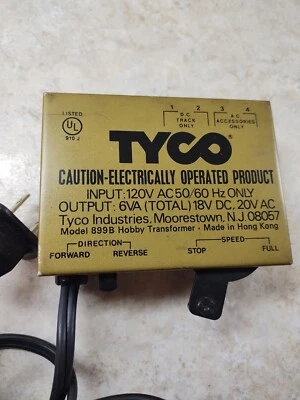 LISTED
UL
1 2 3 4
D.C. TRACK ONLY
A.C. ACCESSORIES ONLY
TYCO®
CAUTION-ELECTRICALLY OPERATED PRODUCT
INPUT: 120V AC 50/60 Hz ONLY
OUTPUT: 6VA (TOTAL) 18V DC. 20V AC
Tyco Industries, Moorestown, N.J. 08057
Model 899B Hobby Transformer - Made in Hong Kong
DIRECTION
FORWARD REVERSE
SPEED
STOP FULL